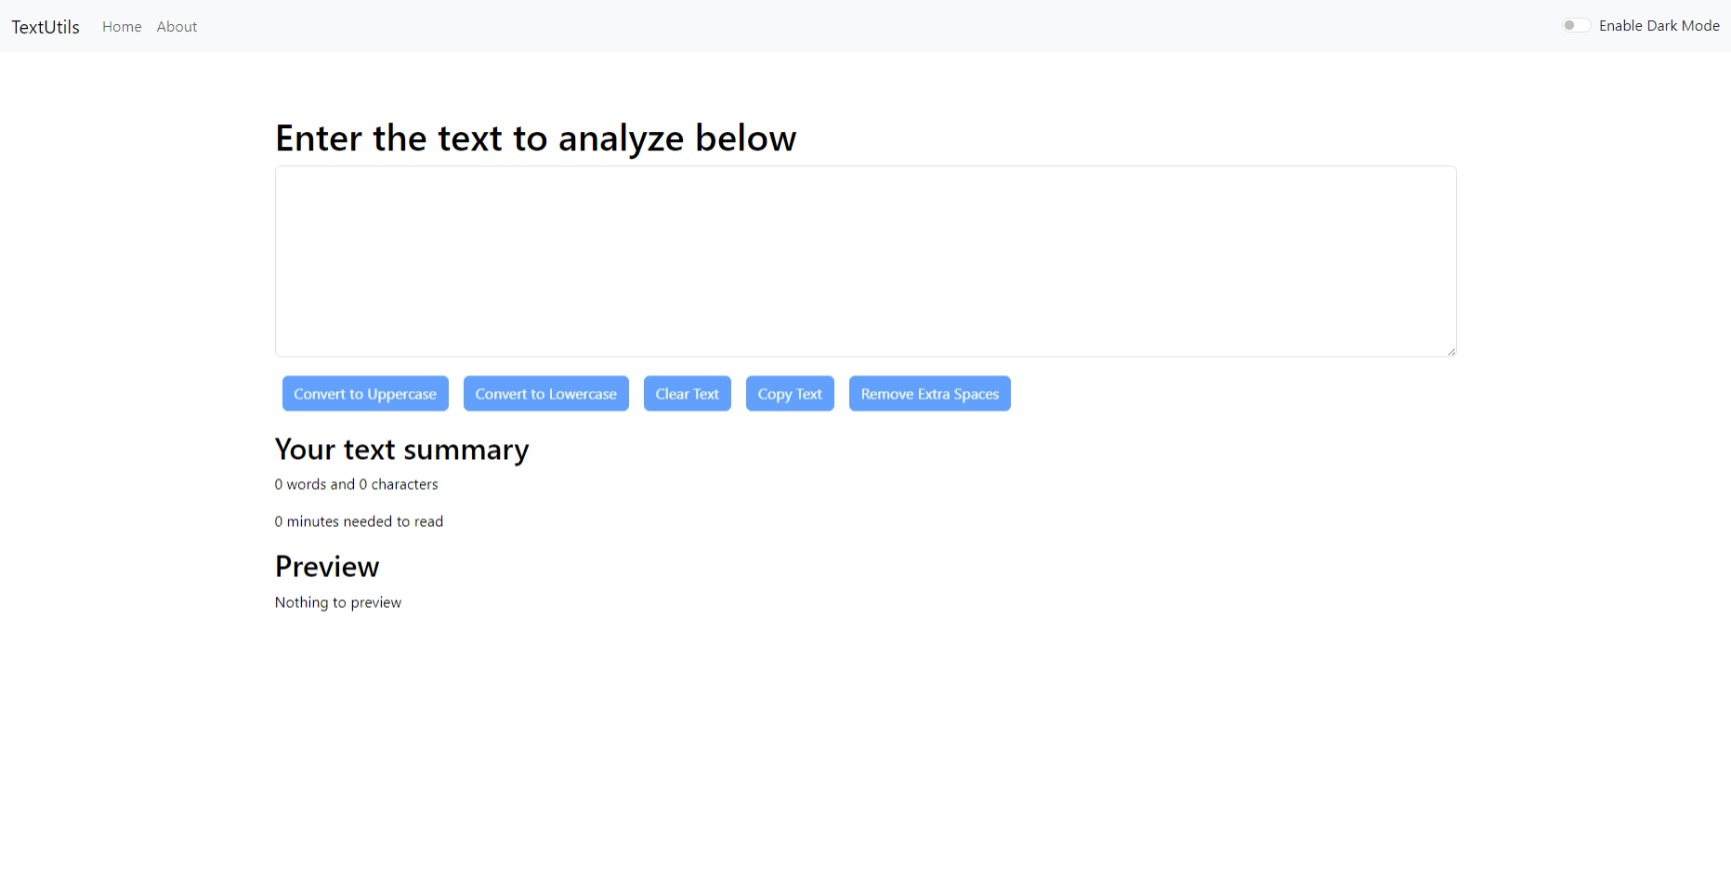 TextUtils Home About Enable Dark Mode
Enter the text to analyze below
Convert to Uppercase Convert to Lowercase Clear Text Copy Text Remove Extra Spaces
Your text summary
0 words and 0 characters
0 minutes needed to read
Preview
Nothing to preview